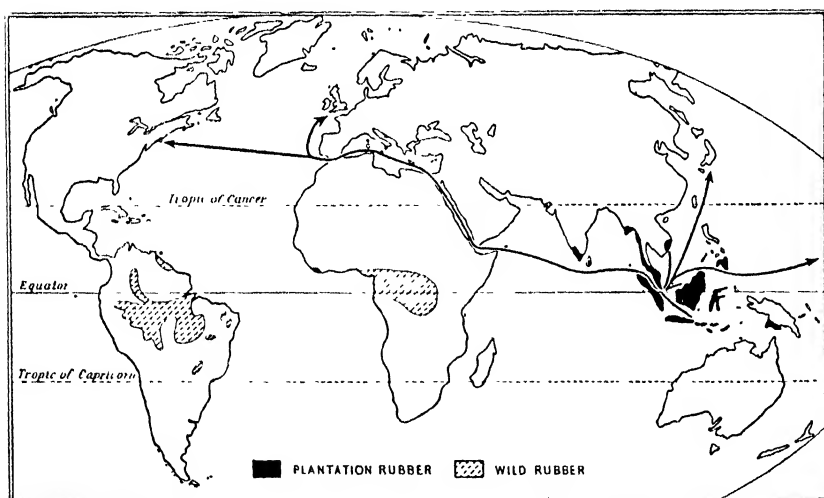 Tropic of Cancer
Equator
Tropic of Capricorn
PLANTATION RUBBER
WILD RUBBER